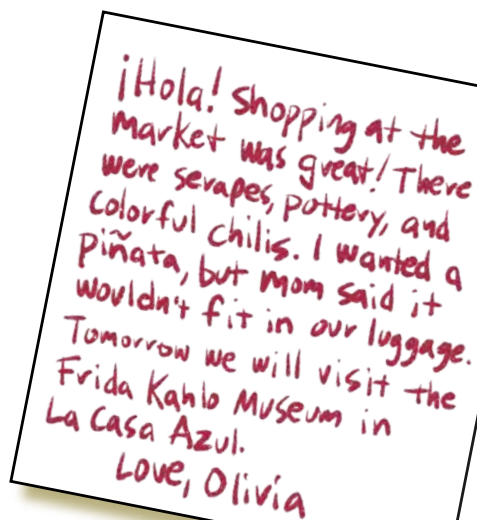 ¡Hola! Shopping at the
market was great! There
were serapes, pottery, and
colorful chilis. I wanted a
piñata, but mom said it
wouldn't fit in our luggage.
Tomorrow we will visit the
Frida Kahlo Museum in
La Casa Azul.
Love, Olivia